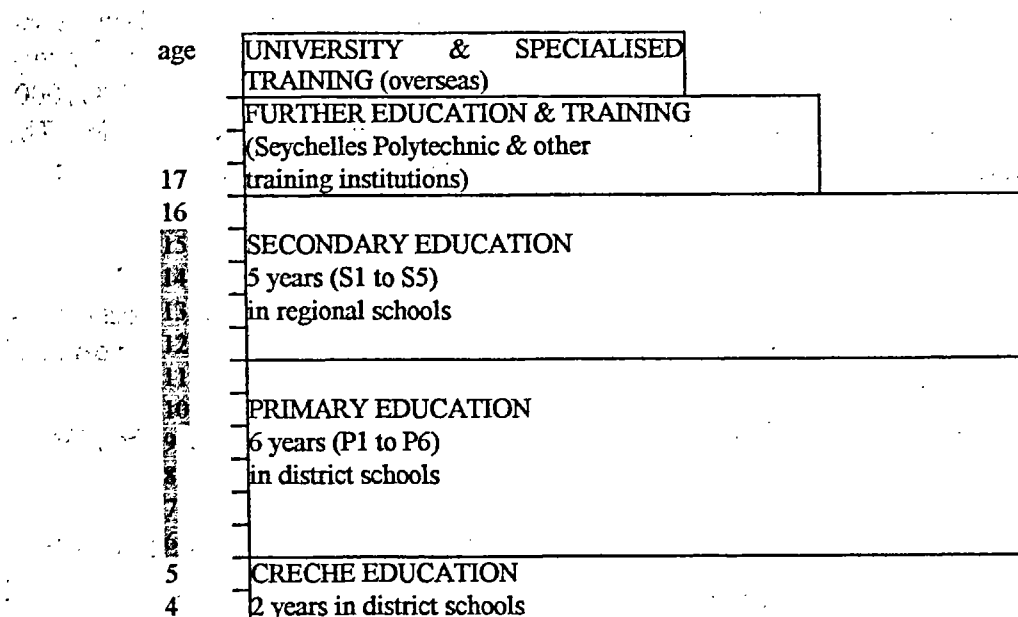 age UNIVERSITY & SPECIALISED
TRAINING (overseas)
FURTHER EDUCATION & TRAINING
(Seychelles Polytechnic & other
17 training institutions)
16
15 SECONDARY EDUCATION
14 5 years (S1 to S5)
13 in regional schools
12
11
10 PRIMARY EDUCATION
9 6 years (P1 to P6)
8 in district schools
7
6
5 CRECHE EDUCATION
4 2 years in district schools